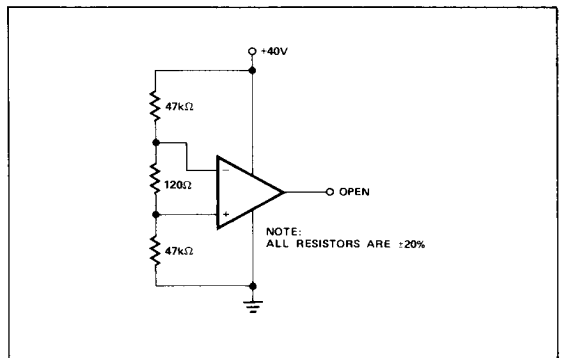 +40V
47kΩ
120Ω
−
+
OPEN
47kΩ
NOTE:
ALL RESISTORS ARE ±20%